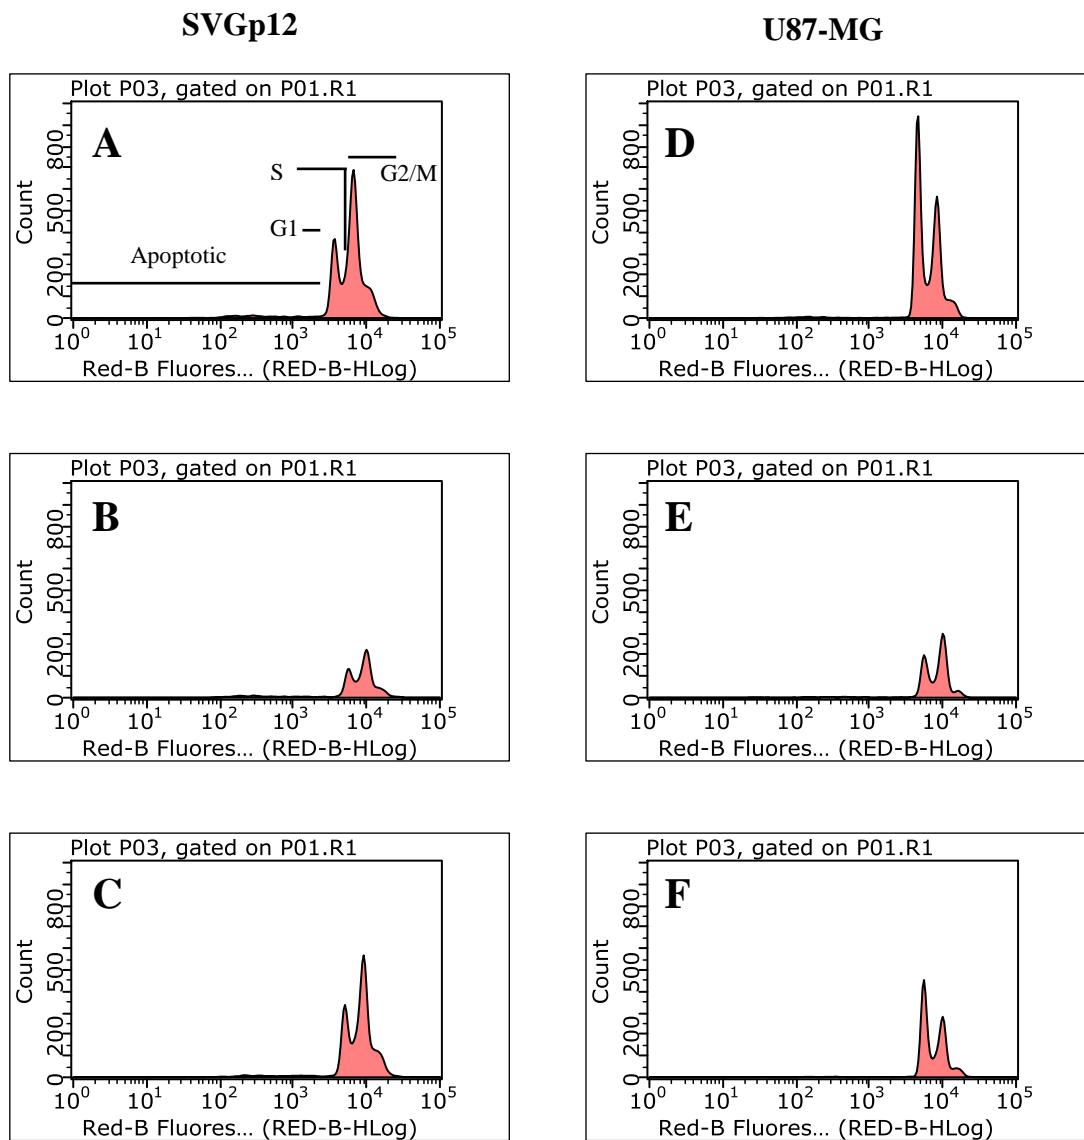 SVGp12
U87-MG
Plot P03, gated on P01.R1
A
S
G2/M
G1
Apoptotic
Count
0 200 500 800
10^0 10^1 10^2 10^3 10^4 10^5
Red-B Fluores... (RED-B-HLog)
Plot P03, gated on P01.R1
D
Count
0 200 500 800
10^0 10^1 10^2 10^3 10^4 10^5
Red-B Fluores... (RED-B-HLog)
Plot P03, gated on P01.R1
B
Count
0 200 500 800
10^0 10^1 10^2 10^3 10^4 10^5
Red-B Fluores... (RED-B-HLog)
Plot P03, gated on P01.R1
E
Count
0 200 500 800
10^0 10^1 10^2 10^3 10^4 10^5
Red-B Fluores... (RED-B-HLog)
Plot P03, gated on P01.R1
C
Count
0 200 500 800
10^0 10^1 10^2 10^3 10^4 10^5
Red-B Fluores... (RED-B-HLog)
Plot P03, gated on P01.R1
F
Count
0 200 500 800
10^0 10^1 10^2 10^3 10^4 10^5
Red-B Fluores... (RED-B-HLog)